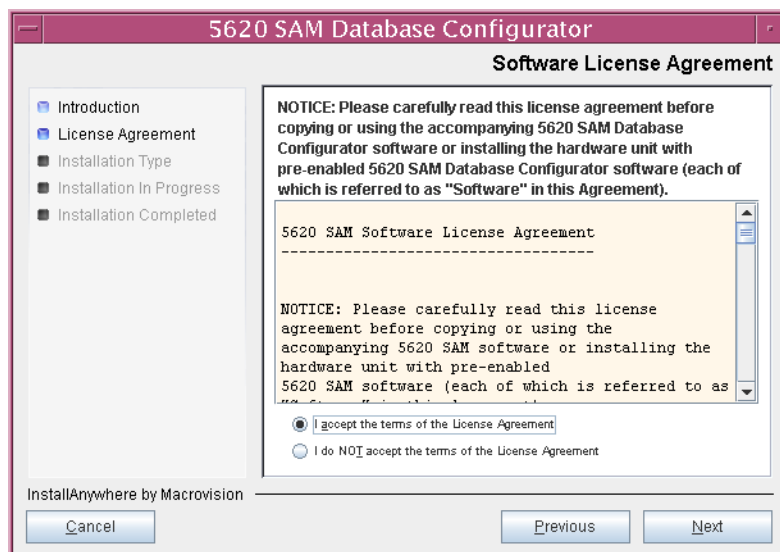 5620 SAM Database Configurator
Software License Agreement
Introduction
License Agreement
Installation Type
Installation In Progress
Installation Completed
NOTICE: Please carefully read this license agreement before
copying or using the accompanying 5620 SAM Database
Configurator software or installing the hardware unit with
pre-enabled 5620 SAM Database Configurator software (each of
which is referred to as "Software" in this Agreement).
5620 SAM Software License Agreement
-----------------------------------
NOTICE: Please carefully read this license
agreement before copying or using the
accompanying 5620 SAM software or installing the
hardware unit with pre-enabled
5620 SAM software (each of which is referred to as
I accept the terms of the License Agreement
I do NOT accept the terms of the License Agreement
InstallAnywhere by Macrovision
Cancel
Previous
Next